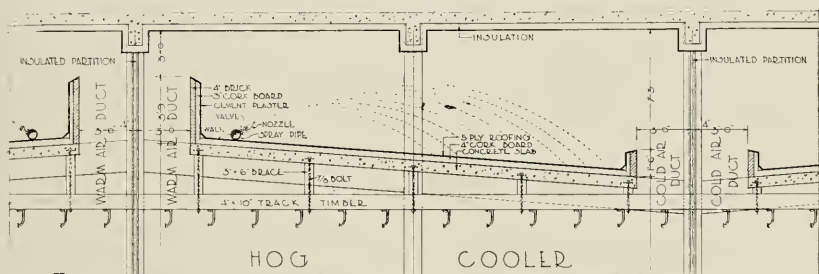 INSULATION
INSULATED PARTITION
INSULATED PARTITION
4" BRICK
3" CORK BOARD
CEMENT PLASTER
VALVE
WALK
NOZZLE
SPRAY PIPE
WARM AIR DUCT
WARM AIR DUCT
5 PLY ROOFING
4" CORK BOARD
CONCRETE SLAB
COLD AIR
DUCT
COLD AIR
DUCT
3" × 6" BRACE
7/8 BOLT
4" × 10" TRACK TIMBER
HOG COOLER